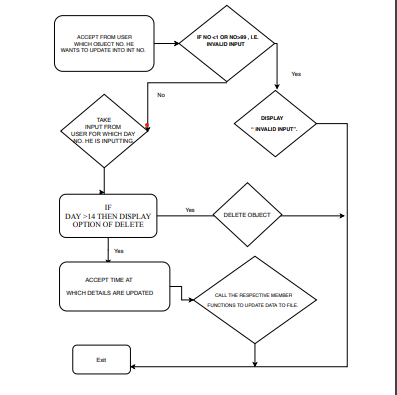 ACCEPT FROM USER
WHICH OBJECT NO. HE
WANTS TO UPDATE INTO INT NO.
IF NO <1 OR NO>99 , I.E.
INVALID INPUT
Yes
No
TAKE
INPUT FROM
USER FOR WHICH DAY
NO. HE IS INPUTTING
DISPLAY
" INVALID INPUT".
IF
DAY >14 THEN DISPLAY
OPTION OF DELETE
Yes
DELETE OBJECT
Yes
ACCEPT TIME AT
WHICH DETAILS ARE UPDATED
CALL THE RESPECTIVE MEMBER
FUNCTIONS TO UPDATE DATA TO FILE.
Exit